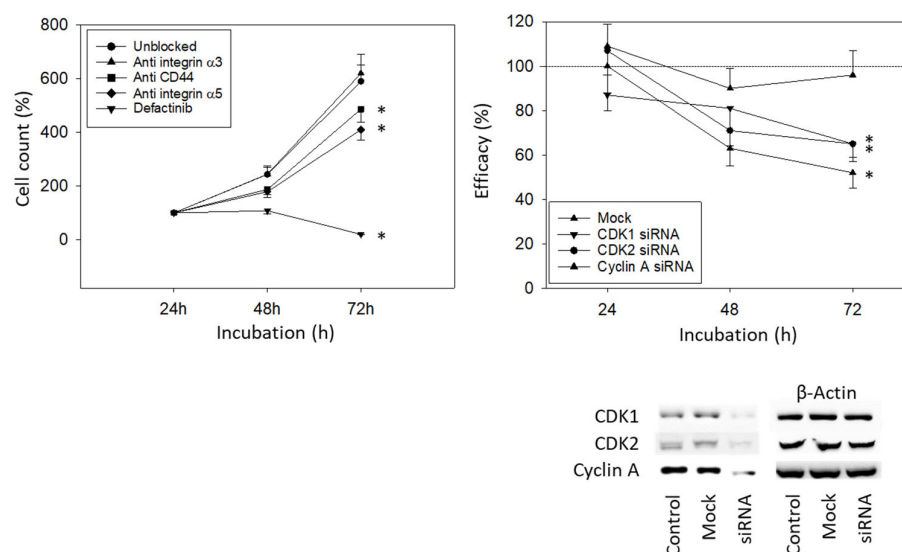 800
600
400
200
0
Cell count (%)
Unblocked
Anti integrin α3
Anti CD44
Anti integrin α5
Defactinib
*
*
*
24h 48h 72h
Incubation (h)
120
100
80
60
40
20
0
Efficacy (%)
*
*
*
Mock
CDK1 siRNA
CDK2 siRNA
Cyclin A siRNA
24 48 72
Incubation (h)
β-Actin
CDK1
CDK2
Cyclin A
Control Mock siRNA Control Mock siRNA